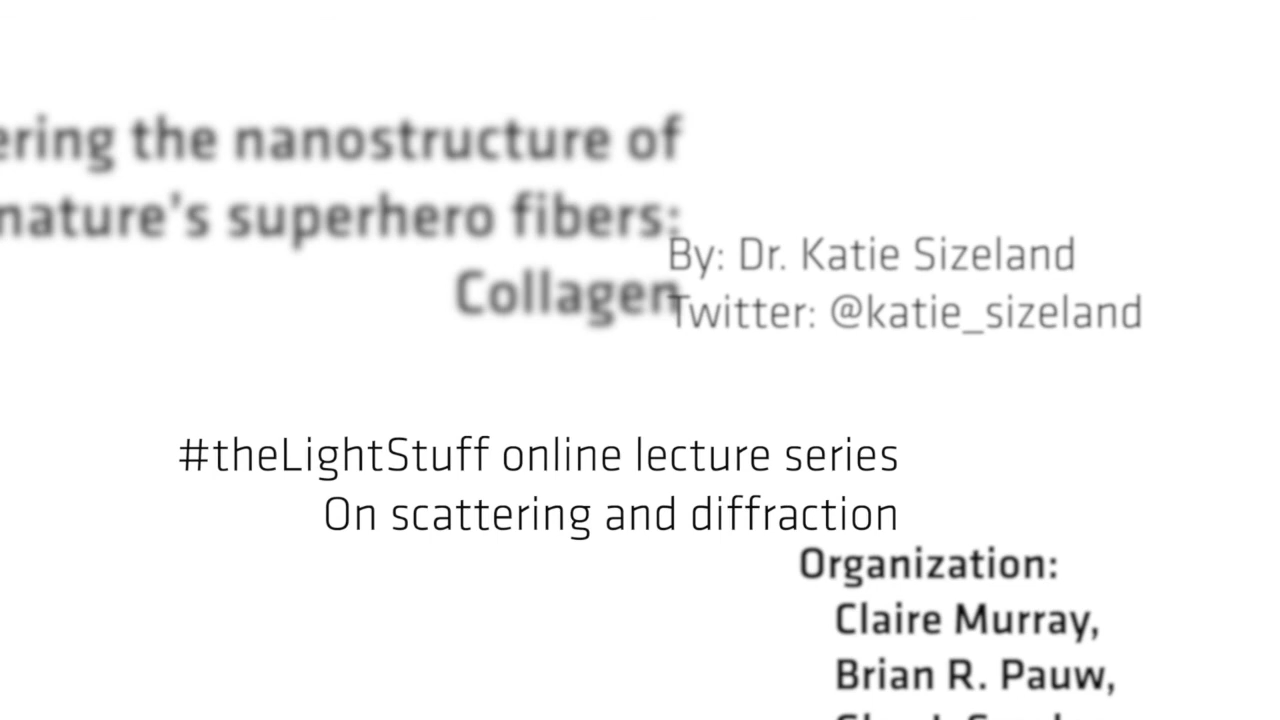 the nanostructure of
nature's superhero fibers:
Collagen
By: Dr. Katie Sizeland
Twitter: @katie_sizeland
#theLightStuff online lecture series
On scattering and diffraction
Organization:
Claire Murray,
Brian R. Pauw,